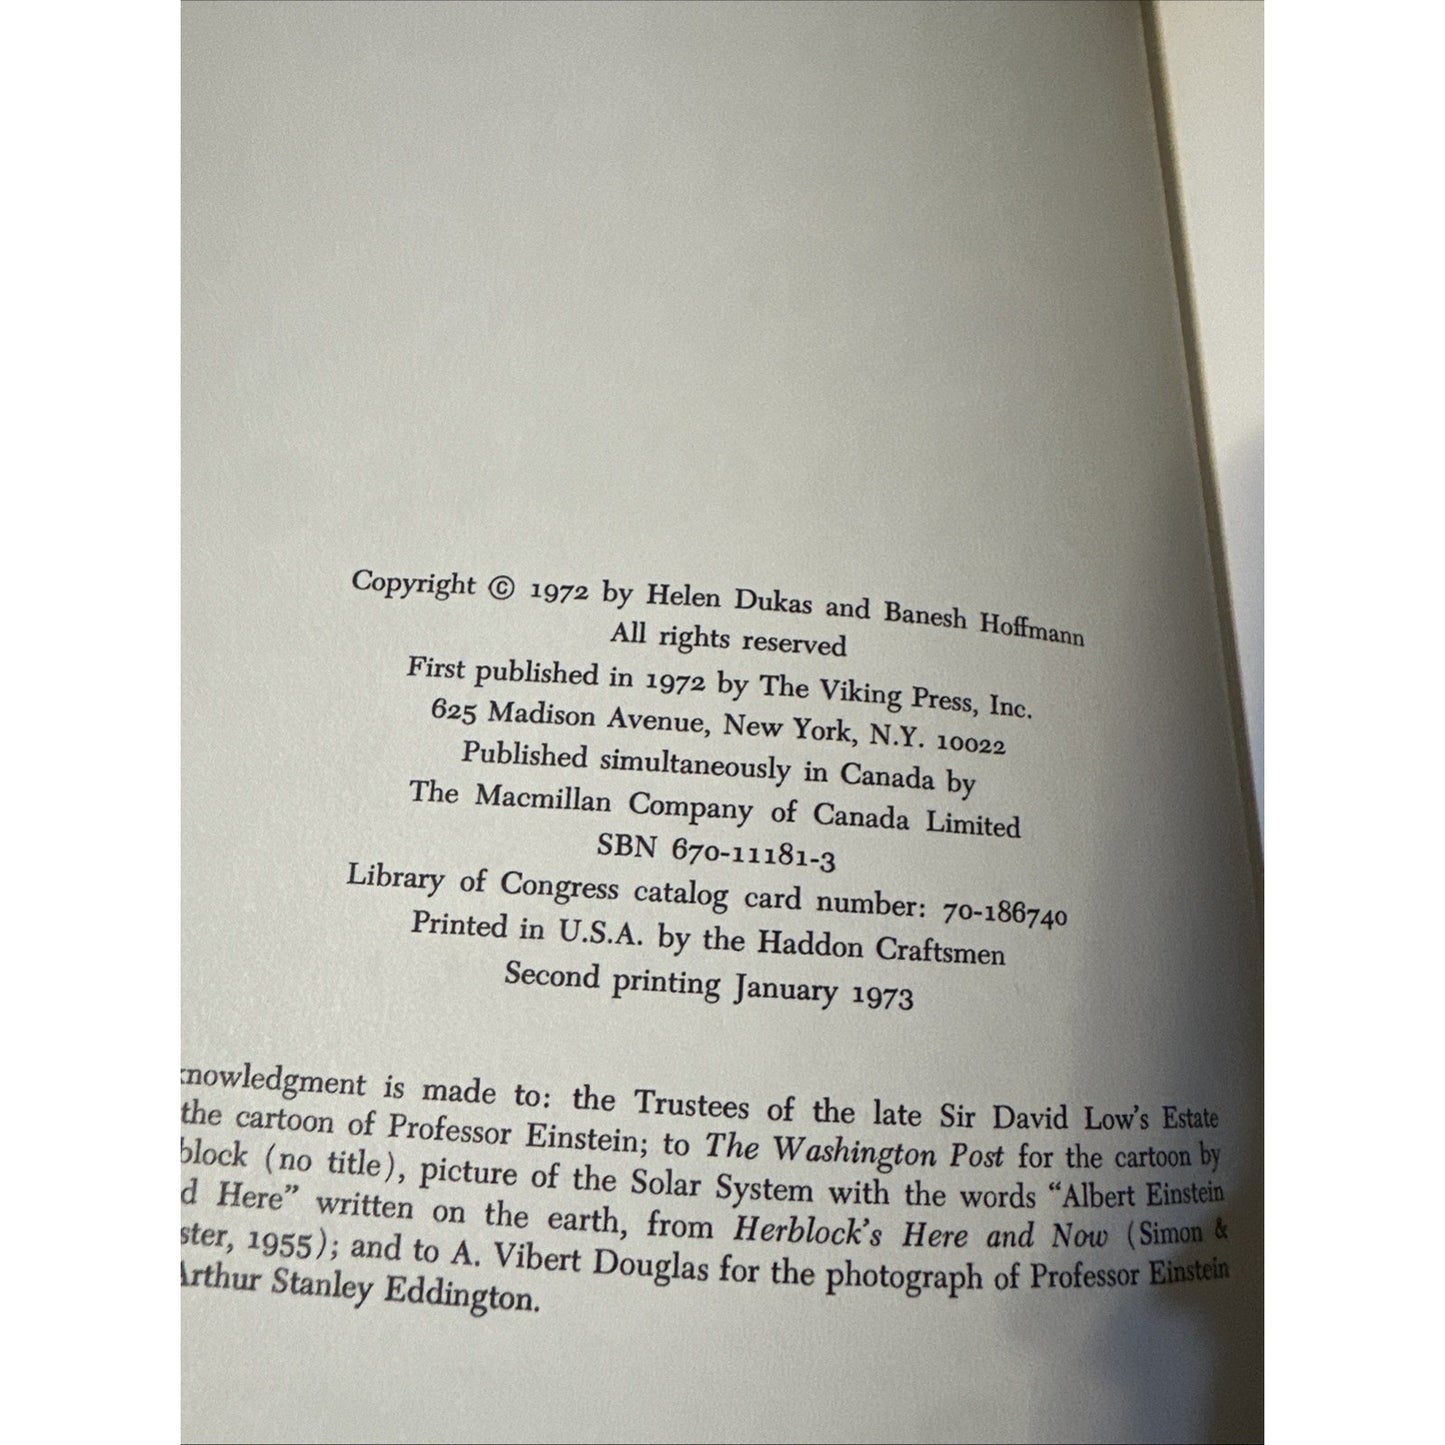 Copyright © 1972 by Helen Dukas and Banesh Hoffmann
All rights reserved
First published in 1972 by The Viking Press, Inc.
625 Madison Avenue, New York, N.Y. 10022
Published simultaneously in Canada by
The Macmillan Company of Canada Limited
SBN 670-11181-3
Library of Congress catalog card number: 70-186740
Printed in U.S.A. by the Haddon Craftsmen
Second printing January 1973
knowledgment is made to: the Trustees of the late Sir David Low's Estate
the cartoon of Professor Einstein; to The Washington Post for the cartoon by
block (no title), picture of the Solar System with the words “Albert Einstein
d Here” written on the earth, from Herblock's Here and Now (Simon &
ster, 1955); and to A. Vibert Douglas for the photograph of Professor Einstein
Arthur Stanley Eddington.